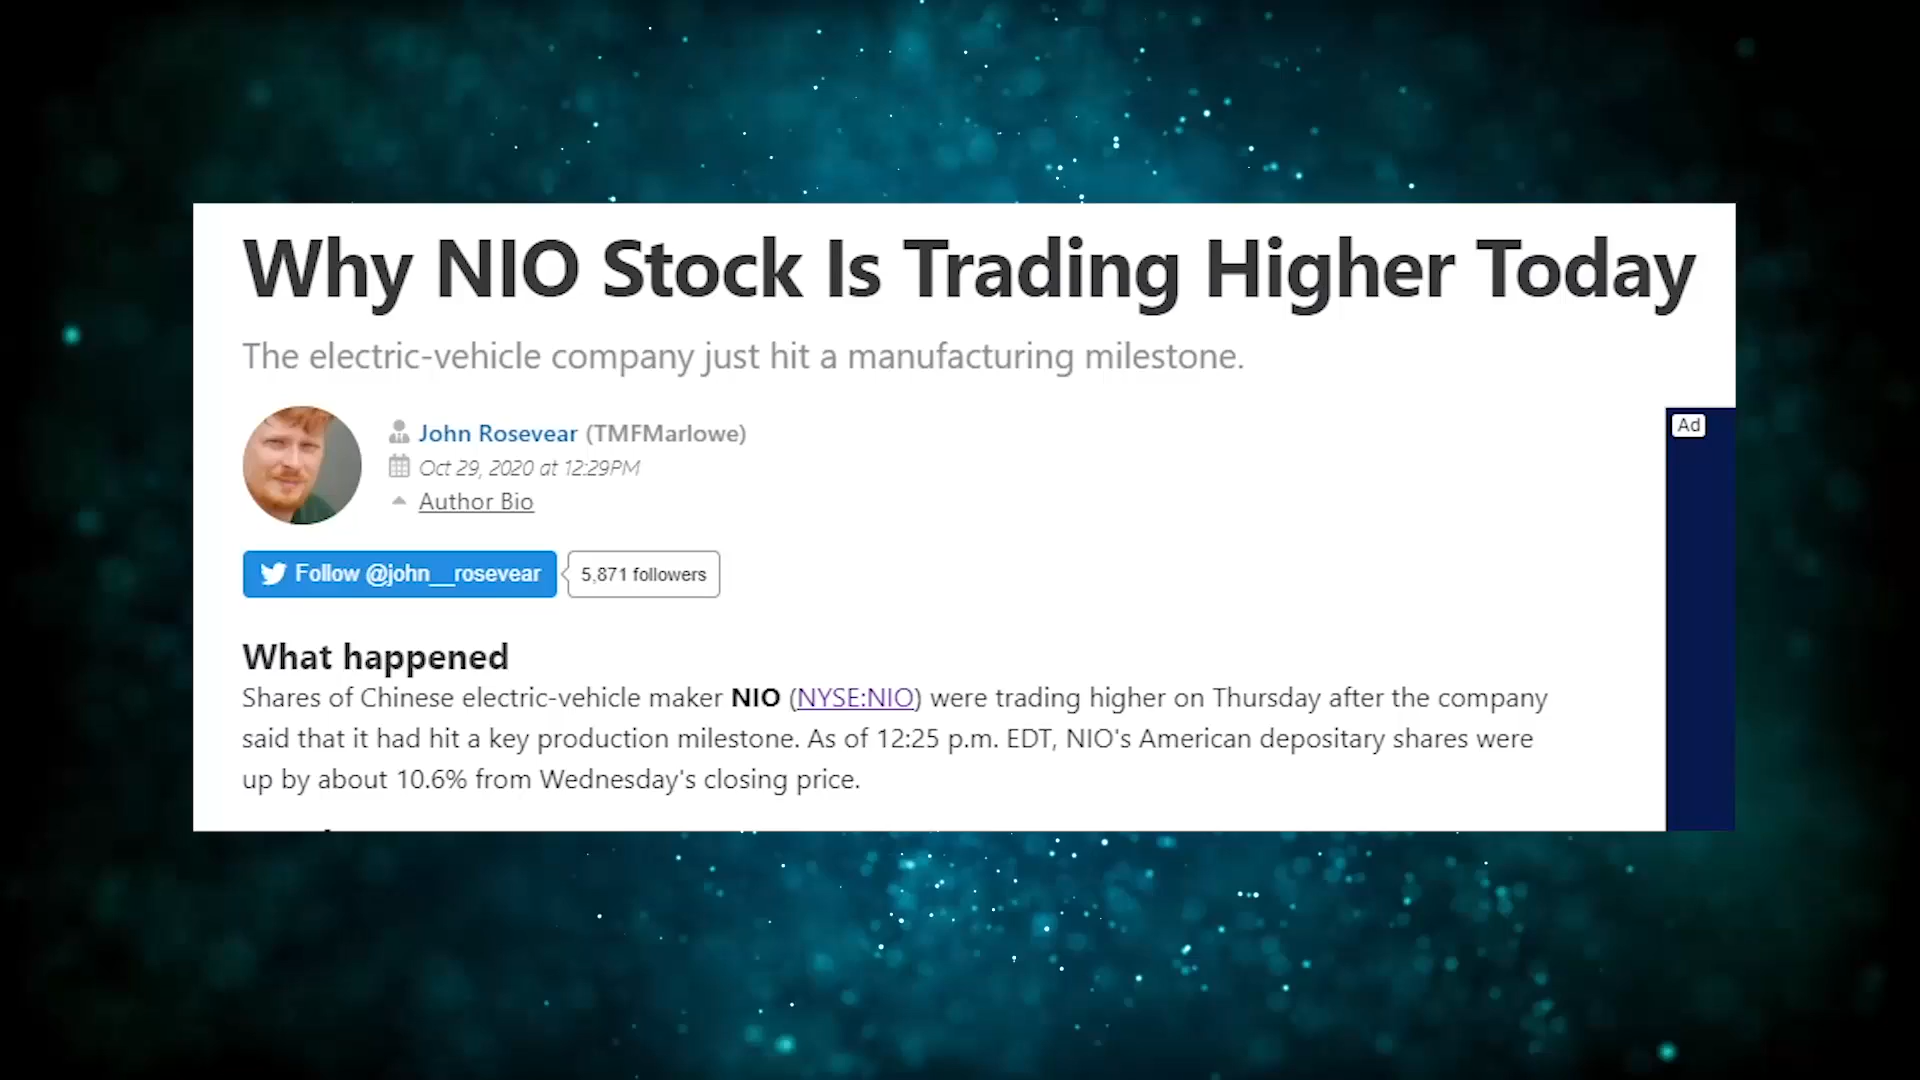 Why NIO Stock Is Trading Higher Today
The electric-vehicle company just hit a manufacturing milestone.
John Rosevear (TMFMarlowe)
Oct 29, 2020 at 12:29PM
Author Bio
Follow @john__rosevear
5,871 followers
Ad
What happened
Shares of Chinese electric-vehicle maker NIO (NYSE:NIO) were trading higher on Thursday after the company
said that it had hit a key production milestone. As of 12:25 p.m. EDT, NIO's American depositary shares were
up by about 10.6% from Wednesday's closing price.